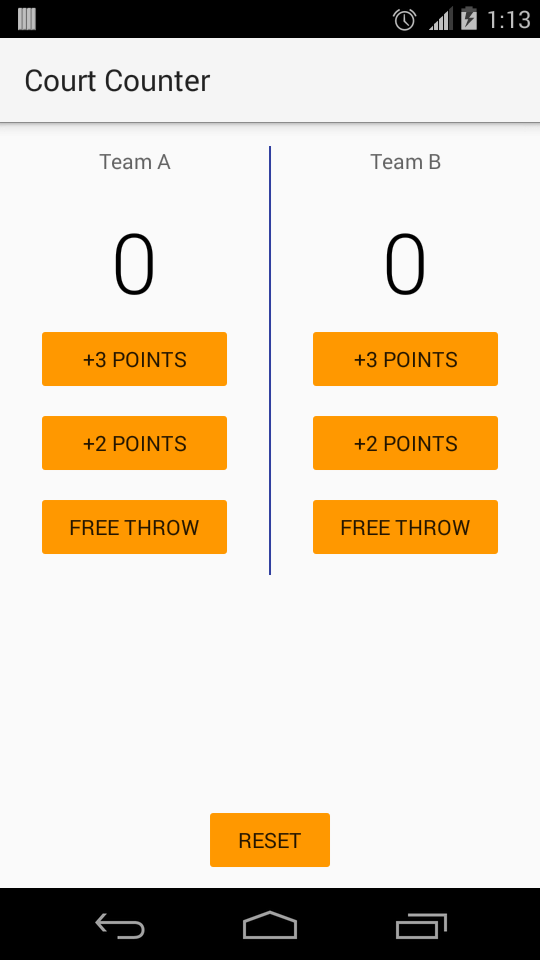 1:13
Court Counter
Team A
0
+3 POINTS
+2 POINTS
FREE THROW
Team B
0
+3 POINTS
+2 POINTS
FREE THROW
RESET